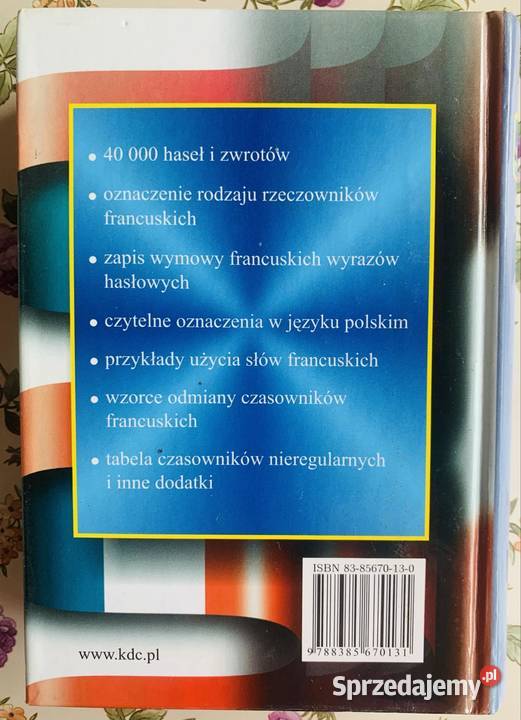 • 40 000 haseł i zwrotów
• oznaczenie rodzaju rzeczowników
francuskich
• zapis wymowy francuskich wyrazów
hasłowych
• czytelne oznaczenia w języku polskim
• przykłady użycia słów francuskich
• wzorce odmiany czasowników
francuskich
• tabela czasowników nieregularnych
i inne dodatki
ISBN 83-85670-13-0
9 788385 670131
www.kdc.pl
Sprzedajemy.pl